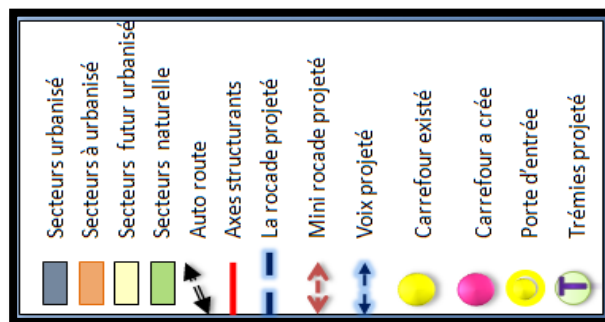 Secteurs urbanisé
Secteurs à urbanisé
Secteurs futur urbanisé
Secteurs naturelle
Auto route
Axes structurants
La rocade projeté
Mini rocade projeté
Voix projeté
Carrefour existé
Carrefour a crée
Porte d'entrée
Trémies projeté
T